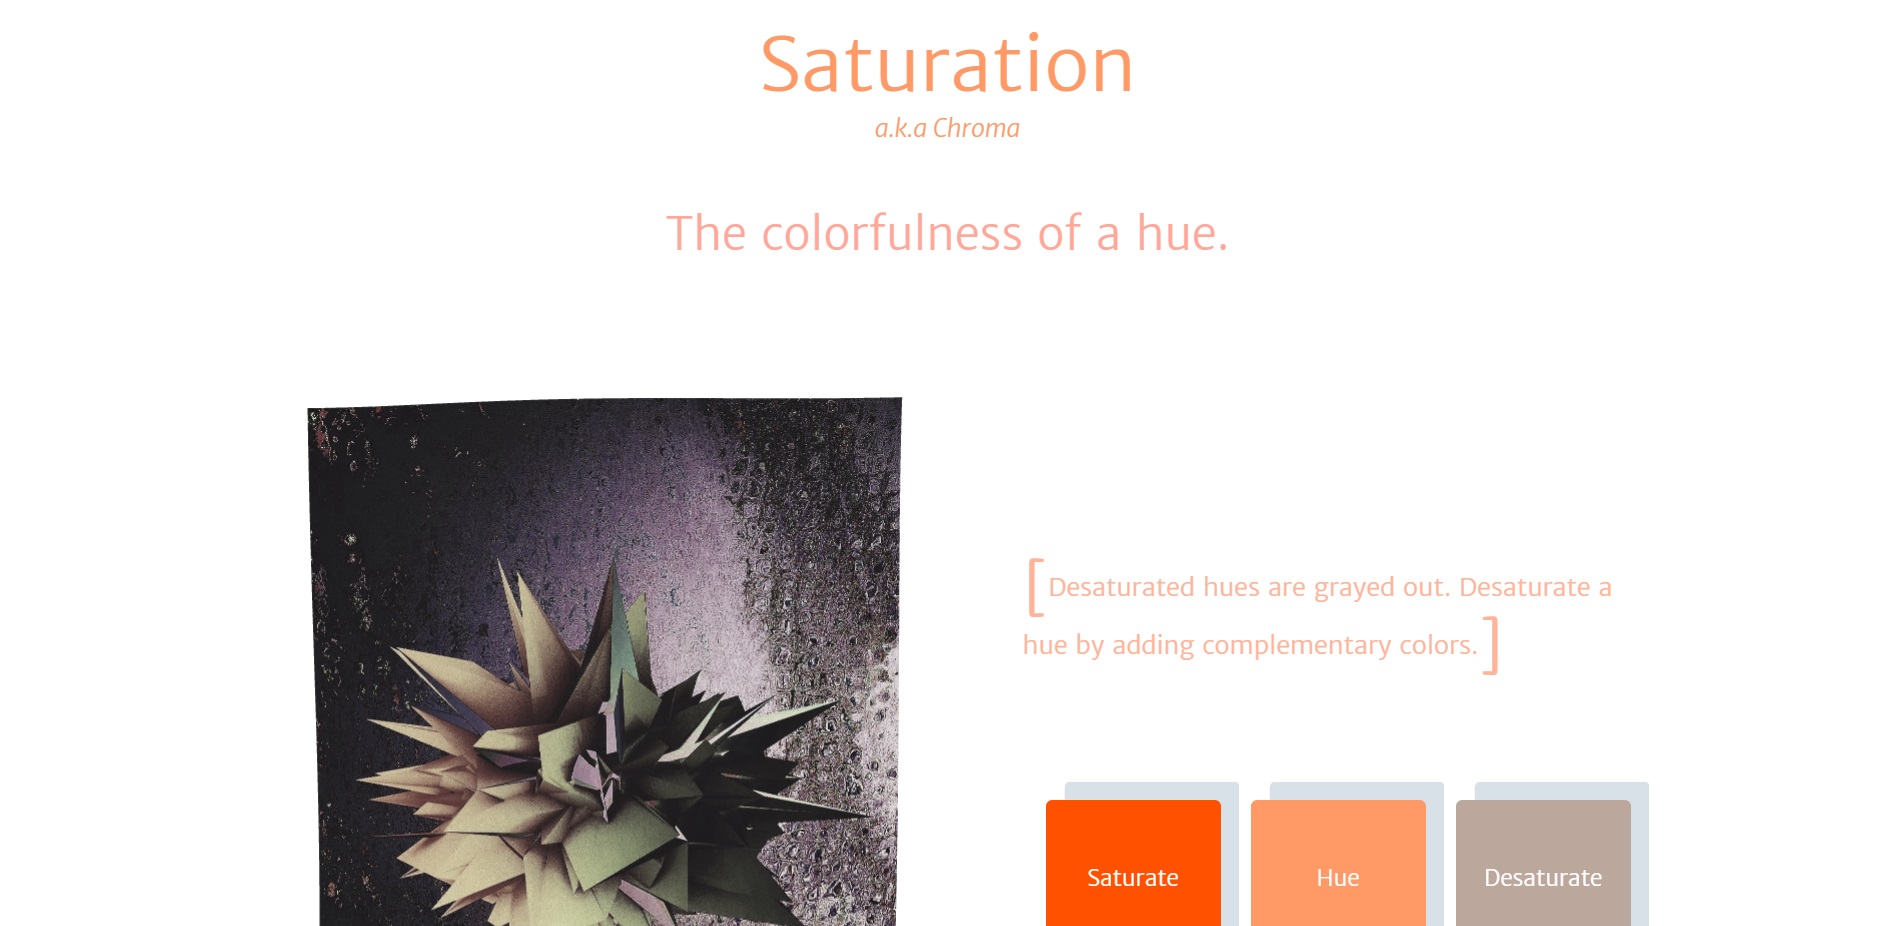 Saturation
a.k.a Chroma
The colorfulness of a hue.
[Desaturated hues are grayed out. Desaturate a
hue by adding complementary colors.]
Saturate
Hue
Desaturate